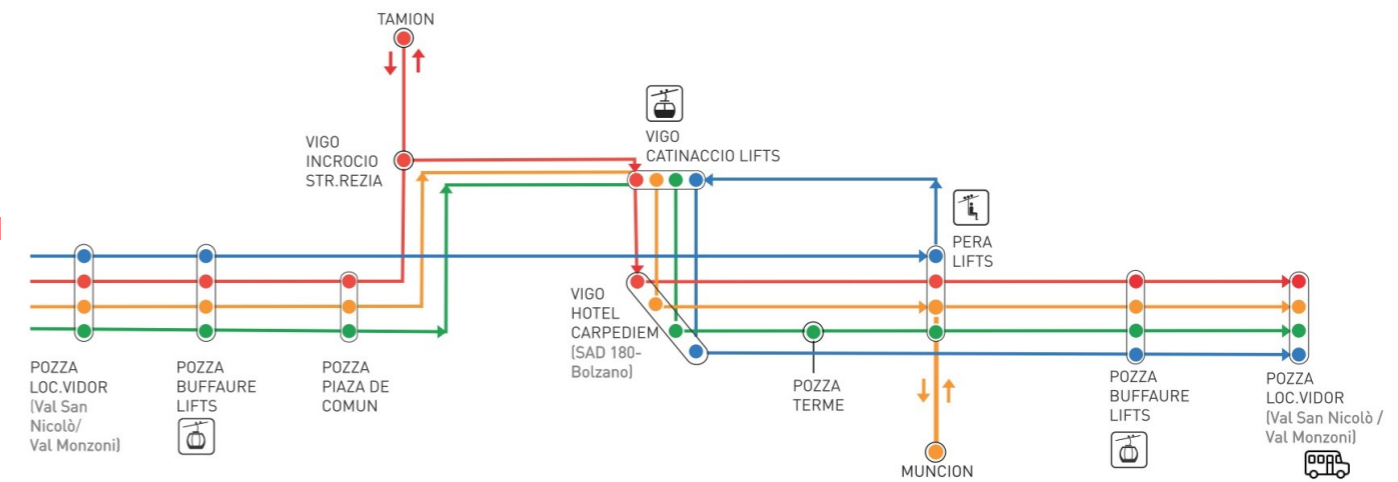 TAMION
VIGO
INCROCIO
STR.REZIA
VIGO
CATINACCIO LIFTS
PERA
LIFTS
VIGO
HOTEL
CARPEDIEM
(SAD 180-
Bolzano)
POZZA
LOC.VIDOR
(Val San
Nicolò/
Val Monzoni)
POZZA
BUFFAURE
LIFTS
POZZA
PIAZA DE
COMUN
POZZA
TERME
MUNCION
POZZA
BUFFAURE
LIFTS
POZZA
LOC.VIDOR
(Val San Nicolò /
Val Monzoni)